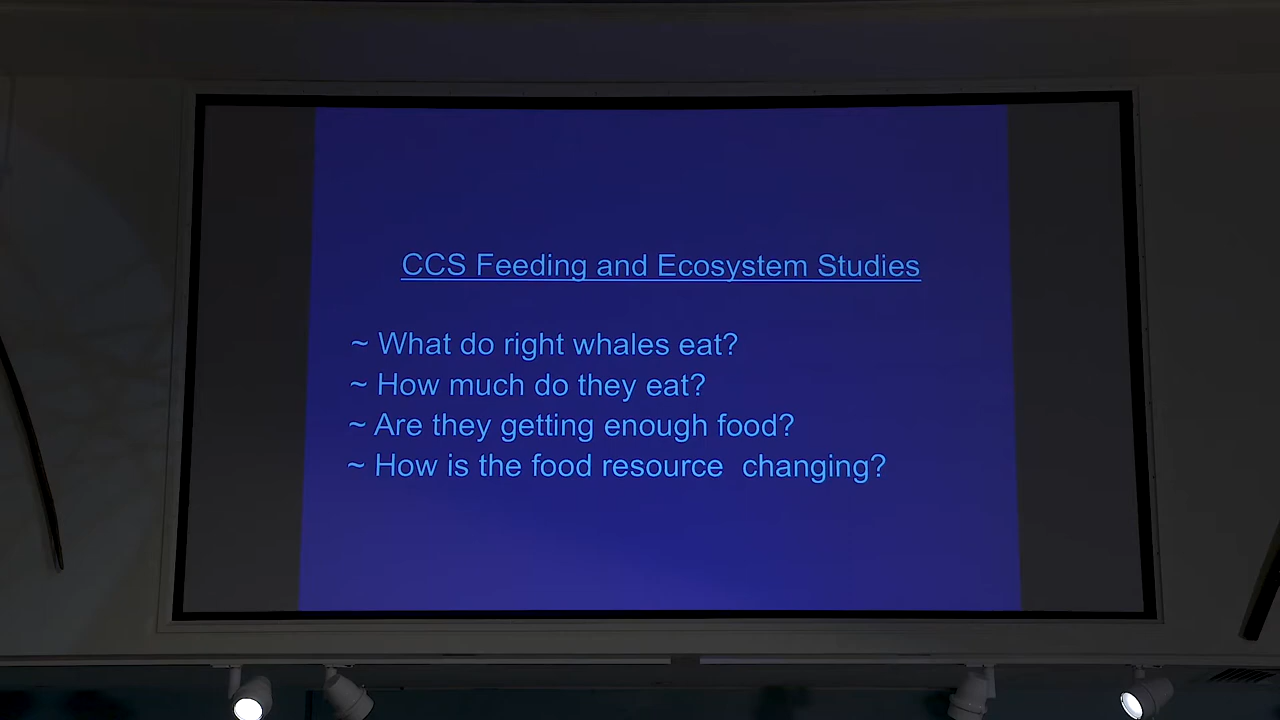 CCS Feeding and Ecosystem Studies
~ What do right whales eat?
~ How much do they eat?
~ Are they getting enough food?
~ How is the food resource  changing?